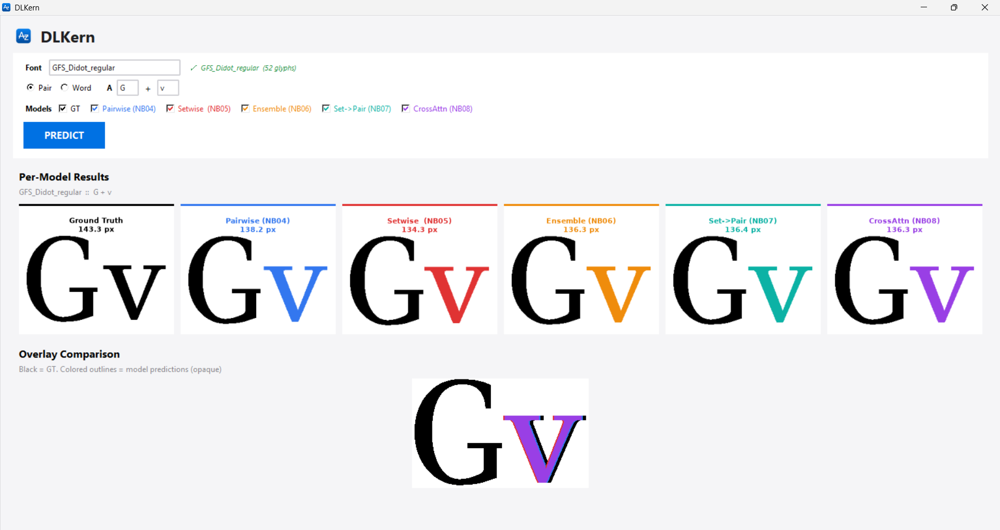 DLKern
DLKern
Font GFS_Didot_regular ✓ GFS_Didot_regular (52 glyphs)
Pair Word A G + v
Models GT Pairwise (NB04) Setwise (NB05) Ensemble (NB06) Set->Pair (NB07) CrossAttn (NB08)
PREDICT
Per-Model Results
GFS_Didot_regular :: G + v
Ground Truth
143.3 px
Gv
Pairwise (NB04)
138.2 px
Gv
Setwise (NB05)
134.3 px
Gv
Ensemble (NB06)
136.3 px
Gv
Set->Pair (NB07)
136.4 px
Gv
CrossAttn (NB08)
136.3 px
Gv
Overlay Comparison
Black = GT. Colored outlines = model predictions (opaque)
Gv